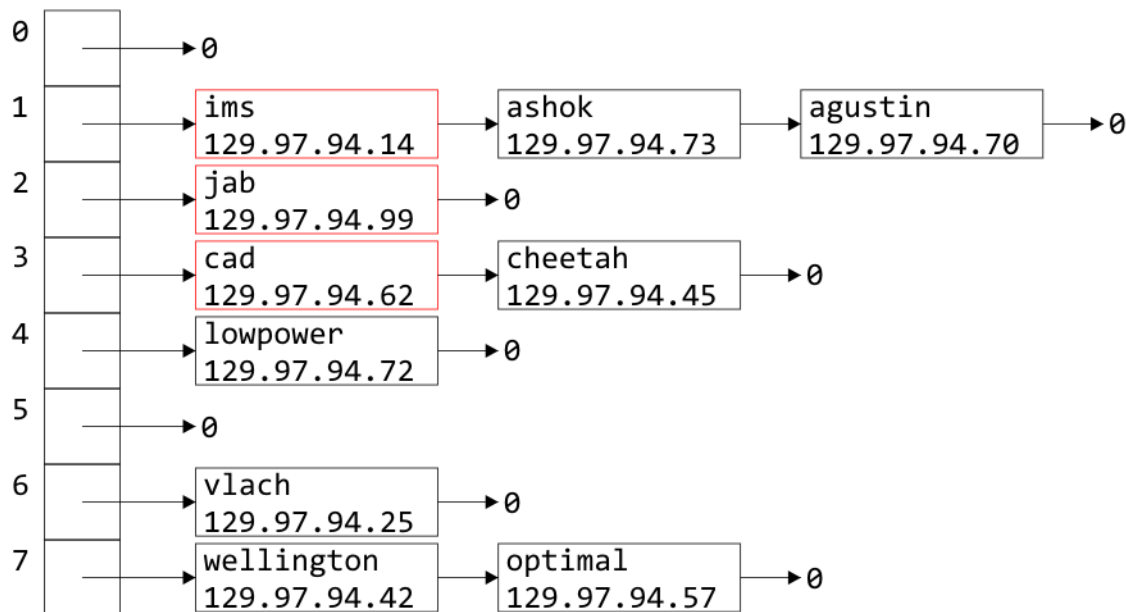 0
0
1
ims
129.97.94.14
ashok
129.97.94.73
agustin
129.97.94.70
0
2
jab
129.97.94.99
0
3
cad
129.97.94.62
cheetah
129.97.94.45
0
4
lowpower
129.97.94.72
0
5
0
6
vlach
129.97.94.25
0
7
wellington
129.97.94.42
optimal
129.97.94.57
0